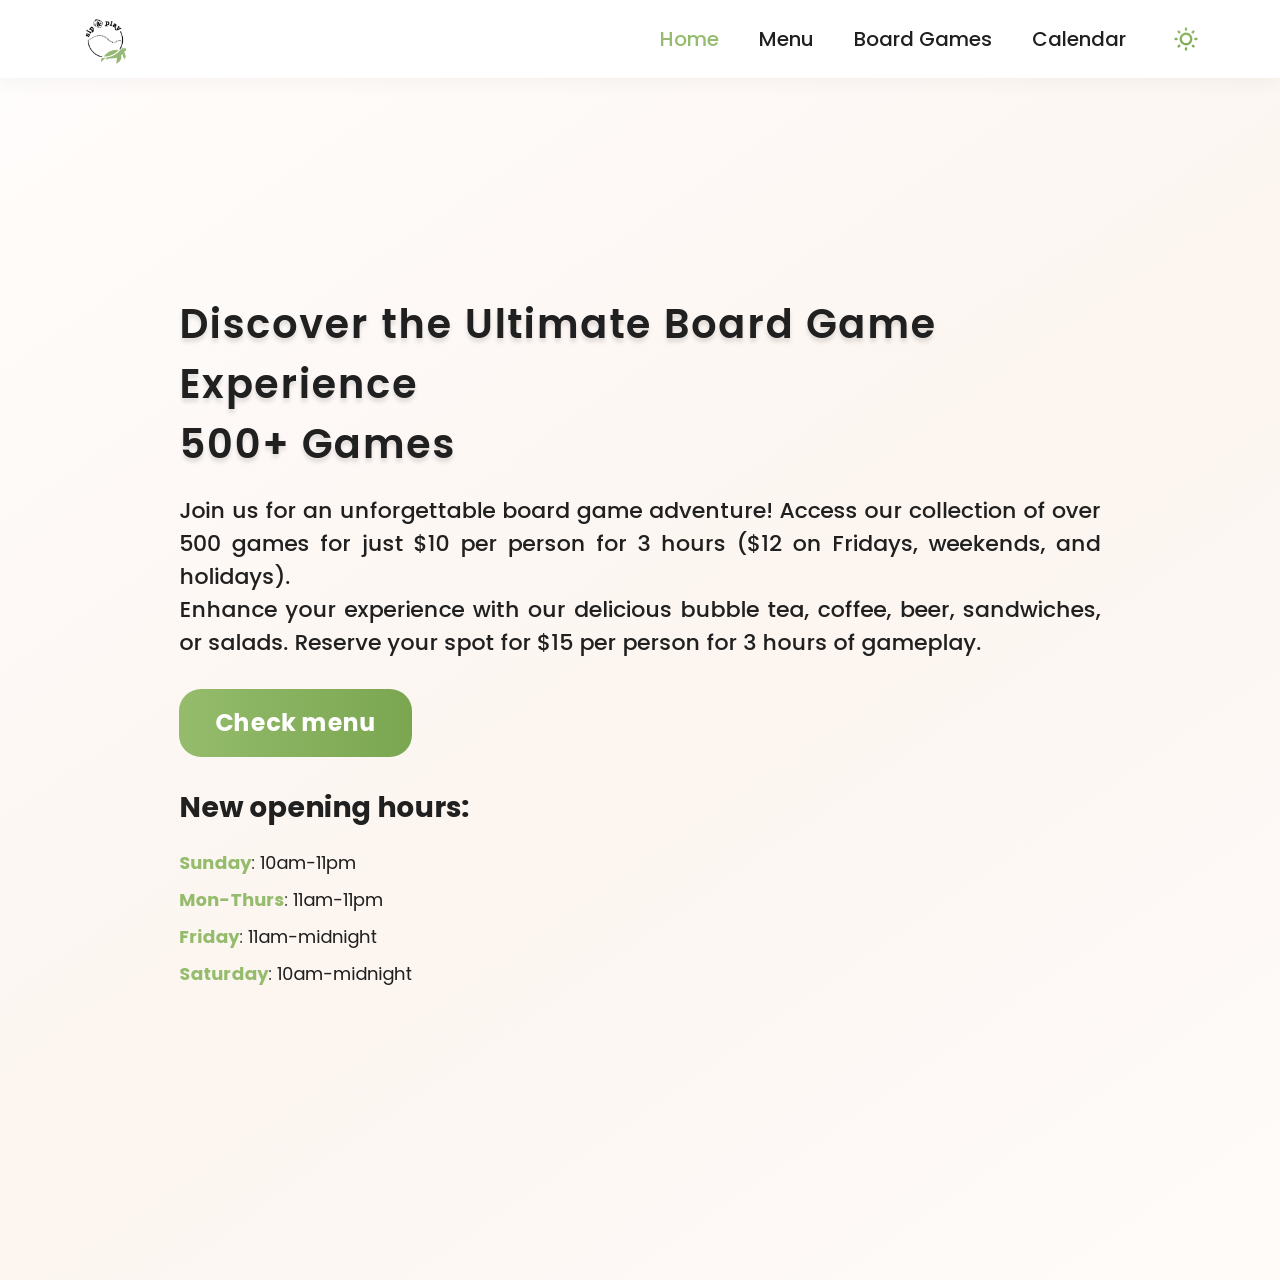 sip & play
Home
Menu
Board Games
Calendar
Discover the Ultimate Board Game
Experience
500+ Games
Join us for an unforgettable board game adventure! Access our collection of over
500 games for just $10 per person for 3 hours ($12 on Fridays, weekends, and
holidays).
Enhance your experience with our delicious bubble tea, coffee, beer, sandwiches,
or salads. Reserve your spot for $15 per person for 3 hours of gameplay.
Check menu
New opening hours:
Sunday: 10am-11pm
Mon-Thurs: 11am-11pm
Friday: 11am-midnight
Saturday: 10am-midnight